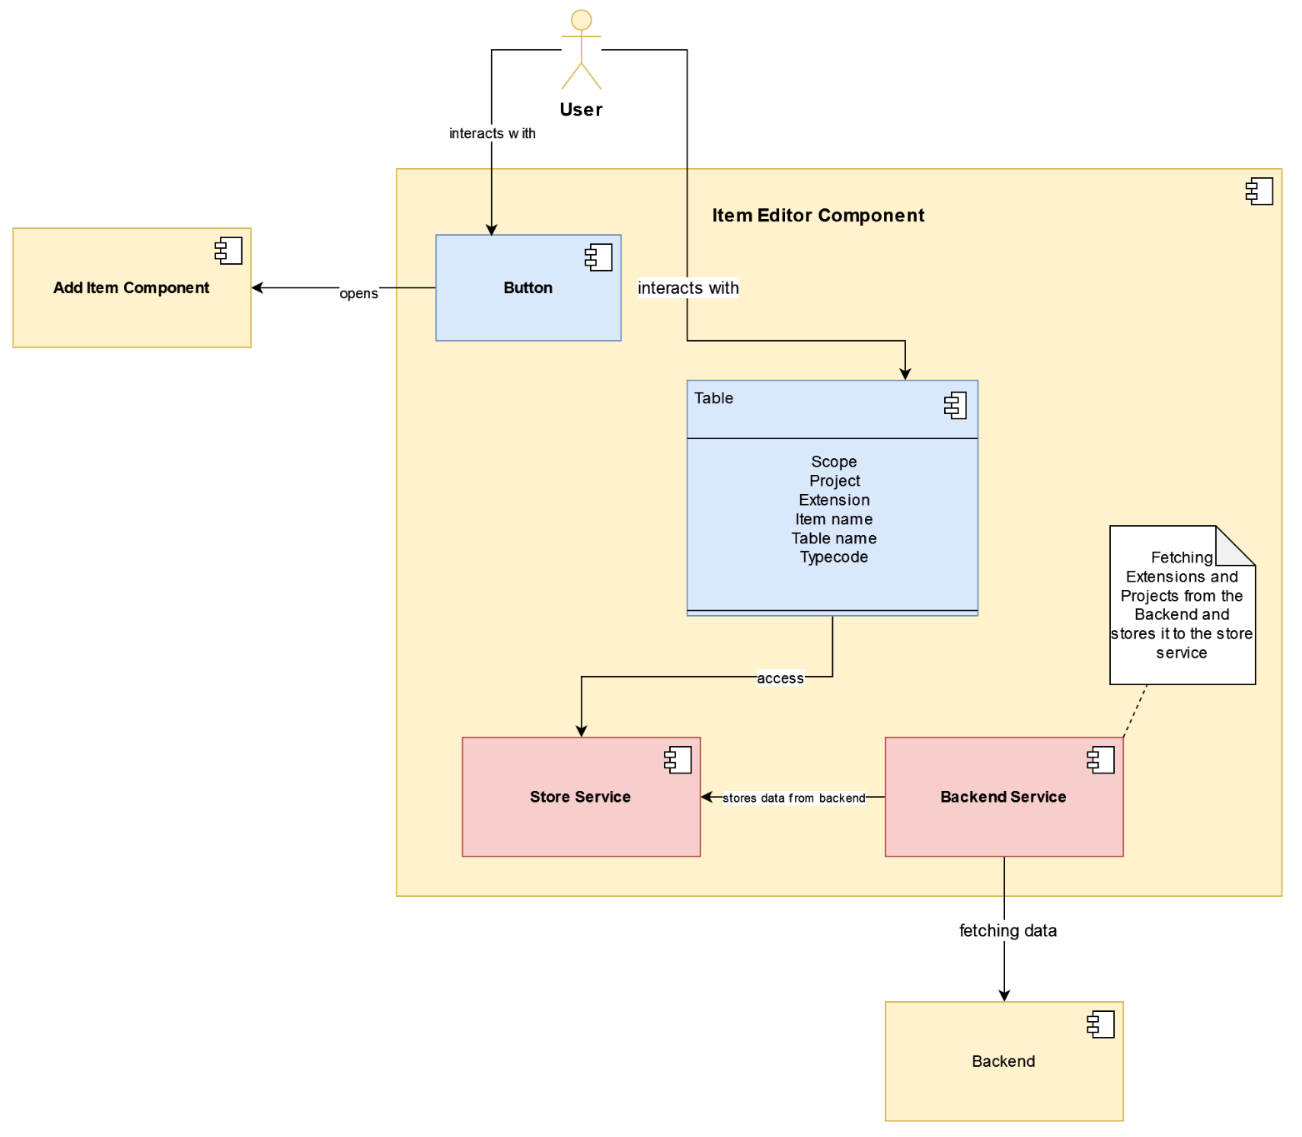 User
interacts with
Item Editor Component
Add Item Component
opens
Button
interacts with
Table
Scope
Project
Extension
Item name
Table name
Typecode
Fetching
Extensions and
Projects from the
Backend and
stores it to the store
service
access
Store Service
stores data from backend
Backend Service
fetching data
Backend